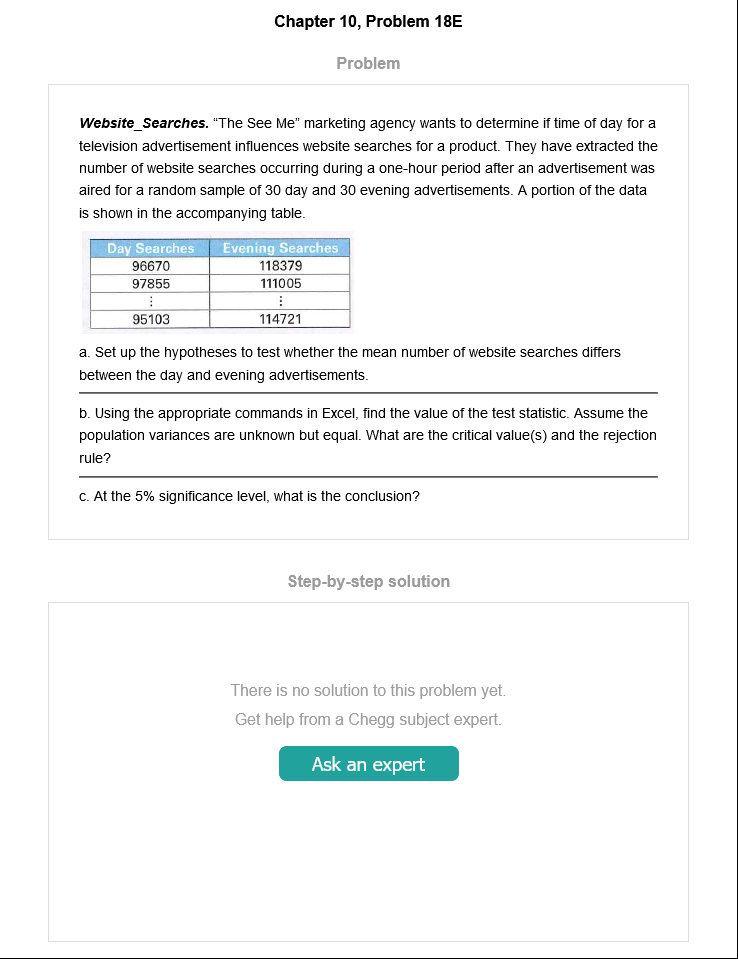 Chapter 10, Problem 18E
Problem
Website_Searches. “The See Me” marketing agency wants to determine if time of day for a
television advertisement influences website searches for a product. They have extracted the
number of website searches occurring during a one-hour period after an advertisement was
aired for a random sample of 30 day and 30 evening advertisements. A portion of the data
is shown in the accompanying table.
Day Searches Evening Searches
96670 118379
97855 111005
⋮ ⋮
95103 114721
a. Set up the hypotheses to test whether the mean number of website searches differs
between the day and evening advertisements.
b. Using the appropriate commands in Excel, find the value of the test statistic. Assume the
population variances are unknown but equal. What are the critical value(s) and the rejection
rule?
c. At the 5% significance level, what is the conclusion?
Step-by-step solution
There is no solution to this problem yet.
Get help from a Chegg subject expert.
Ask an expert